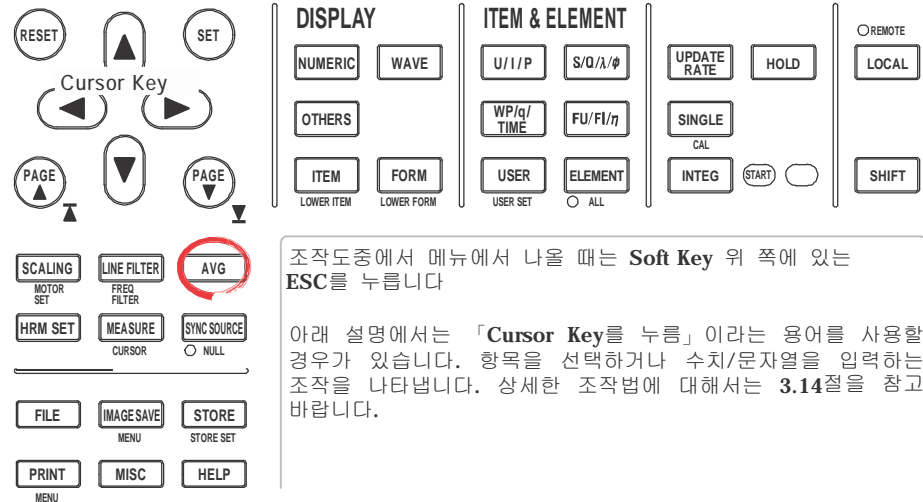 RESET
SET
Cursor Key
PAGE
PAGE
DISPLAY
NUMERIC
WAVE
OTHERS
ITEM
FORM
LOWER ITEM
LOWER FORM
ITEM & ELEMENT
U/I/P
S/Q/λ/ϕ
WP/q/
TIME
FU/FI/η
USER
ELEMENT
USER SET
ALL
UPDATE
RATE
HOLD
SINGLE
CAL
INTEG
START
REMOTE
LOCAL
SHIFT
SCALING
LINE FILTER
AVG
MOTOR
SET
FREQ
FILTER
HRM SET
MEASURE
SYNC SOURCE
CURSOR
NULL
FILE
IMAGE SAVE
STORE
MENU
STORE SET
PRINT
MISC
HELP
MENU
조작도중에서 메뉴에서 나올 때는 Soft Key 위 쪽에 있는
ESC를 누릅니다
아래 설명에서는 「Cursor Key를 누름」이라는 용어를 사용할
경우가 있습니다. 항목을 선택하거나 수치/문자열을 입력하는
조작을 나타냅니다. 상세한 조작법에 대해서는 3.14절을 참고
바랍니다.